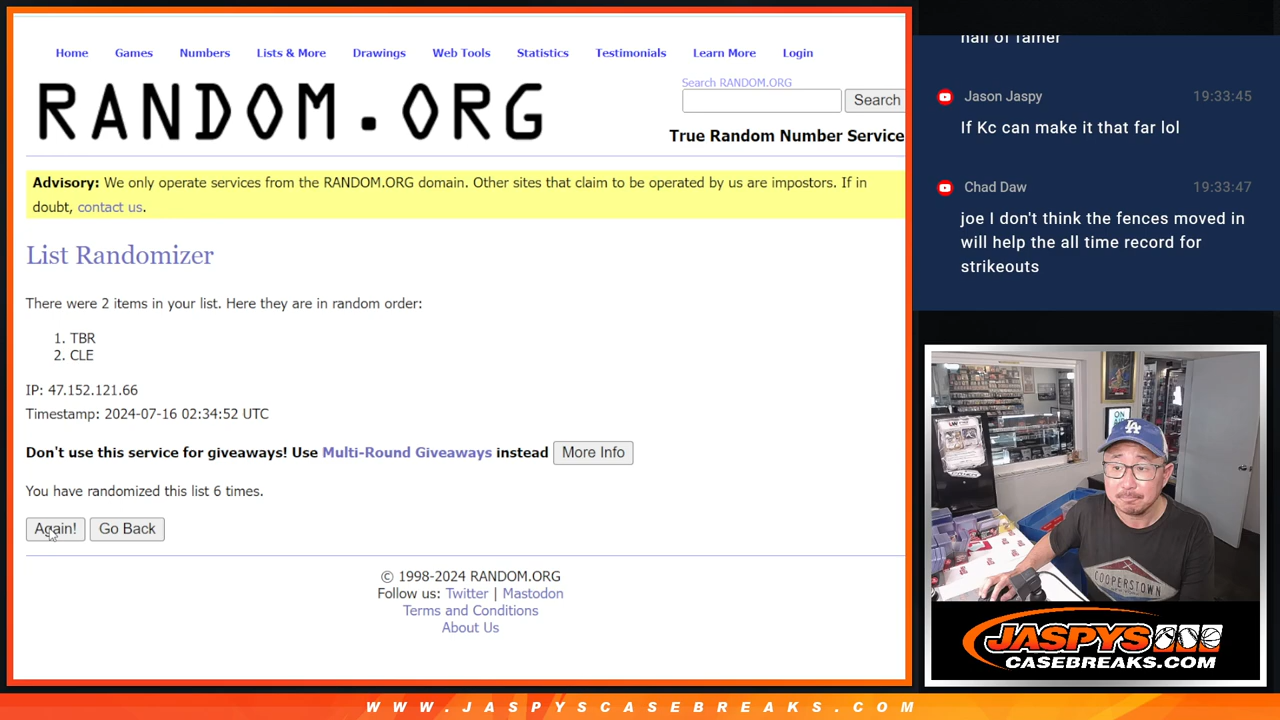 Home Games Numbers Lists & More Drawings Web Tools Statistics Testimonials Learn More Login
RANDOM.ORG
Search RANDOM.ORG
Search
True Random Number Service
Advisory: We only operate services from the RANDOM.ORG domain. Other sites that claim to be operated by us are impostors. If in
doubt, contact us.
List Randomizer
There were 2 items in your list. Here they are in random order:
1. TBR
2. CLE
IP: 47.152.121.66
Timestamp: 2024-07-16 02:34:52 UTC
Don't use this service for giveaways! Use Multi-Round Giveaways instead More Info
You have randomized this list 6 times.
Again! Go Back
© 1998-2024 RANDOM.ORG
Follow us: Twitter | Mastodon
Terms and Conditions
About Us
hall of famer
Jason Jaspy 19:33:45
If Kc can make it that far lol
Chad Daw 19:33:47
joe I don't think the fences moved in
will help the all time record for
strikeouts
ON
AIR
LA
COOPERSTOWN
JASPYS
CASEBREAKS.COM
WWW.JASPYSCASEBREAKS.COM